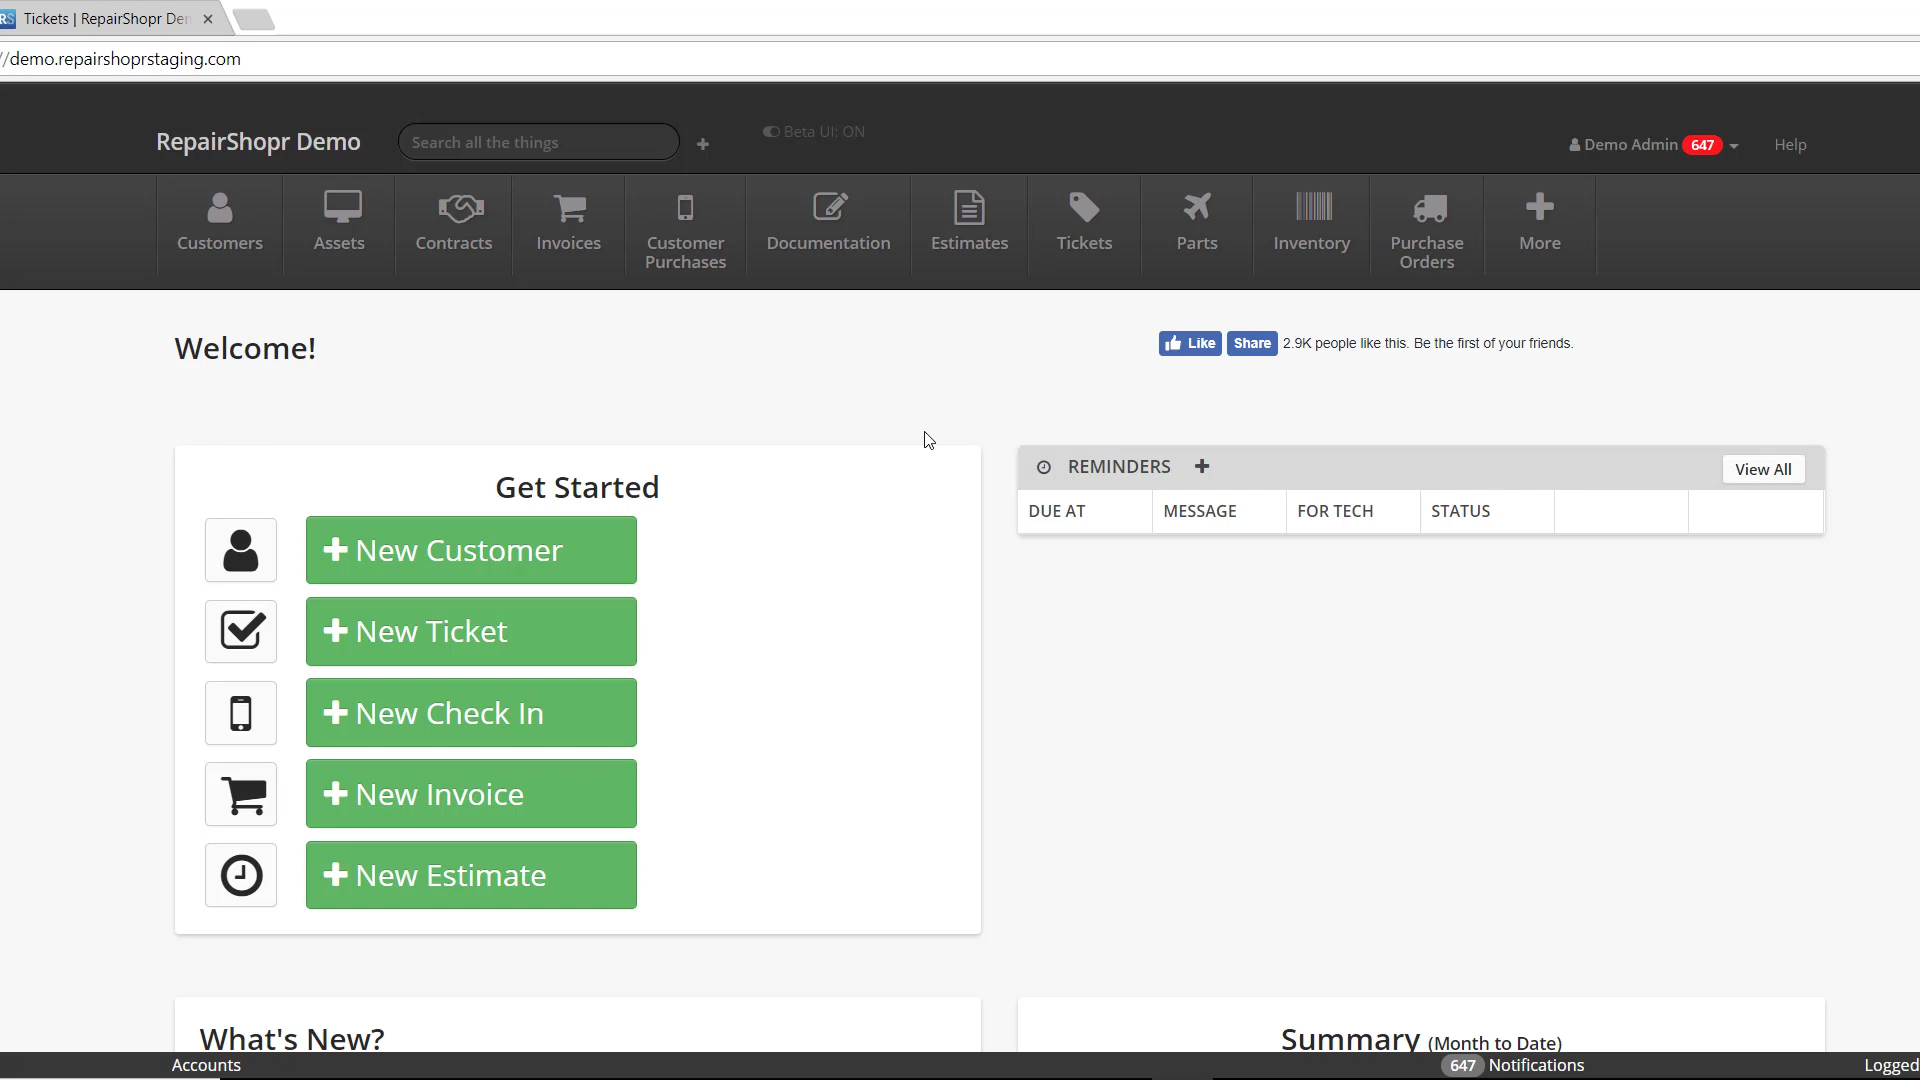 RS Tickets | RepairShopr Den
//demo.repairshoprstaging.com
RepairShopr Demo
Search all the things
Beta UI: ON
Demo Admin 647
Help
Customers
Assets
Contracts
Invoices
Customer
Purchases
Documentation
Estimates
Tickets
Parts
Inventory
Purchase
Orders
More
Welcome!
Like
Share
2.9K people like this. Be the first of your friends.
Get Started
New Customer
New Ticket
New Check In
New Invoice
New Estimate
REMINDERS
View All
DUE AT MESSAGE FOR TECH STATUS
What's New?
Summary (Month to Date)
Accounts
647 Notifications
Logged